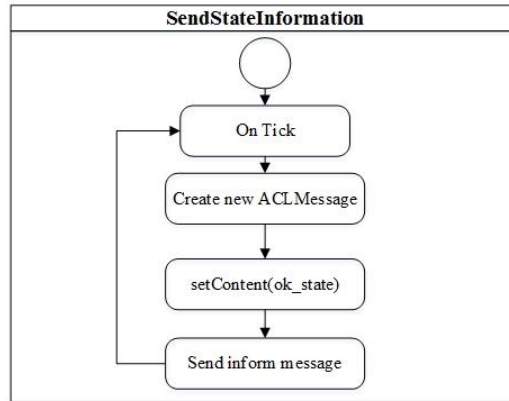 SendStateInformation
On Tick
Create new ACLMessage
setContent(ok_state)
Send inform message